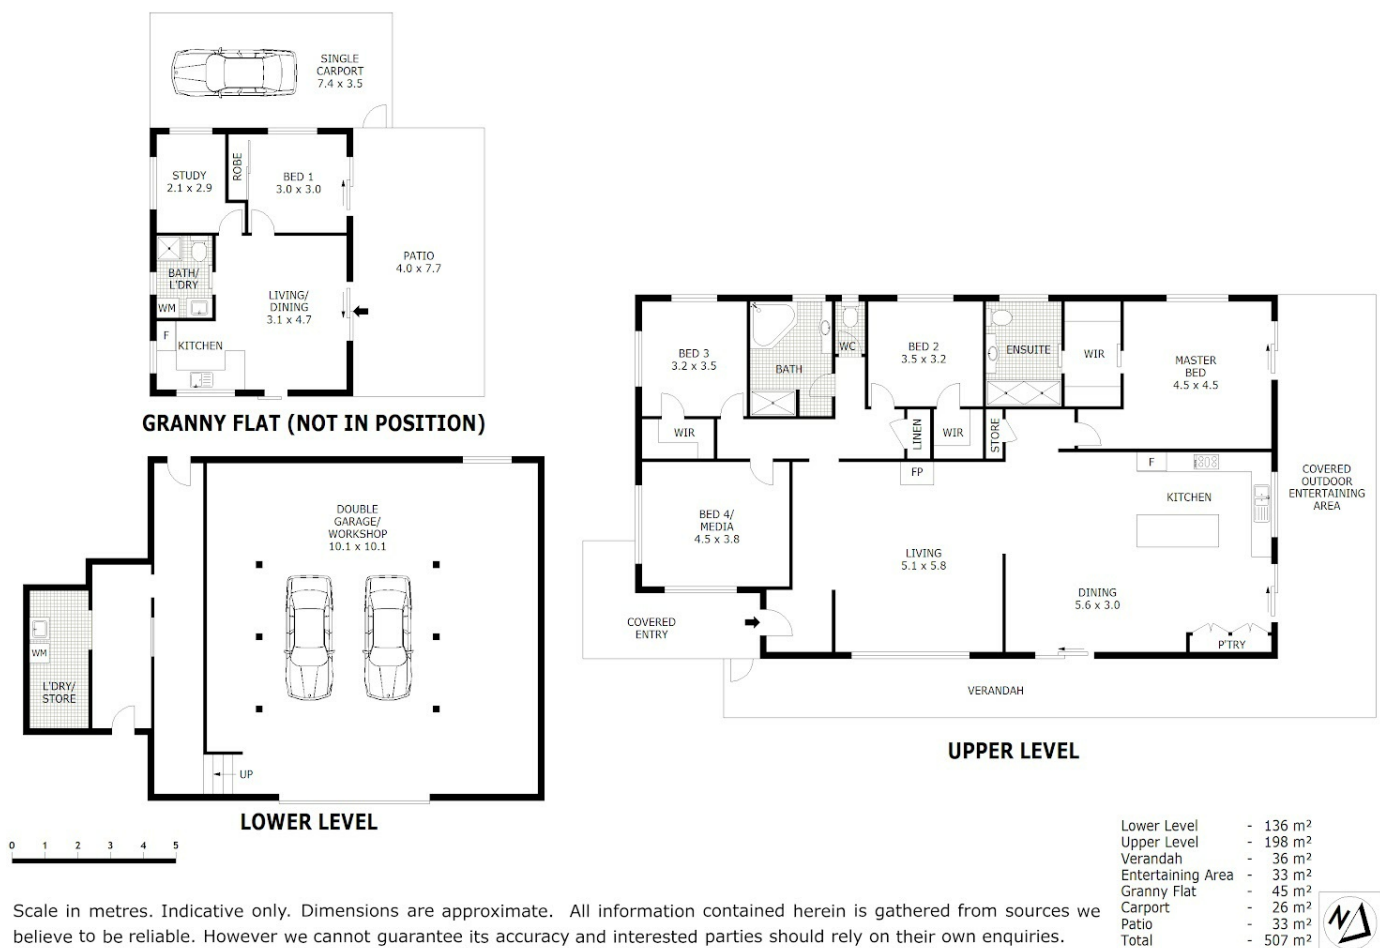 SINGLE
CARPORT
7.4 x 3.5
STUDY
2.1 x 2.9
ROBE
BED 1
3.0 x 3.0
PATIO
4.0 x 7.7
BATH/
L'DRY
WM
LIVING/
DINING
3.1 x 4.7
F
KITCHEN
GRANNY FLAT (NOT IN POSITION)
DOUBLE
GARAGE/
WORKSHOP
10.1 x 10.1
WM
L'DRY/
STORE
UP
LOWER LEVEL
0 1 2 3 4 5
BED 3
3.2 x 3.5
BATH
WC
BED 2
3.5 x 3.2
ENSUITE
WIR
MASTER
BED
4.5 x 4.5
WIR
LINEN
WIR
STORE
FP
F
KITCHEN
COVERED
OUTDOOR
ENTERTAINING
AREA
BED 4/
MEDIA
4.5 x 3.8
LIVING
5.1 x 5.8
DINING
5.6 x 3.0
COVERED
ENTRY
P'TRY
VERANDAH
UPPER LEVEL
Lower Level - 136 m²
Upper Level - 198 m²
Verandah - 36 m²
Entertaining Area - 33 m²
Granny Flat - 45 m²
Carport - 26 m²
Patio - 33 m²
Total - 507 m²
N
Scale in metres. Indicative only. Dimensions are approximate. All information contained herein is gathered from sources we
believe to be reliable. However we cannot guarantee its accuracy and interested parties should rely on their own enquiries.